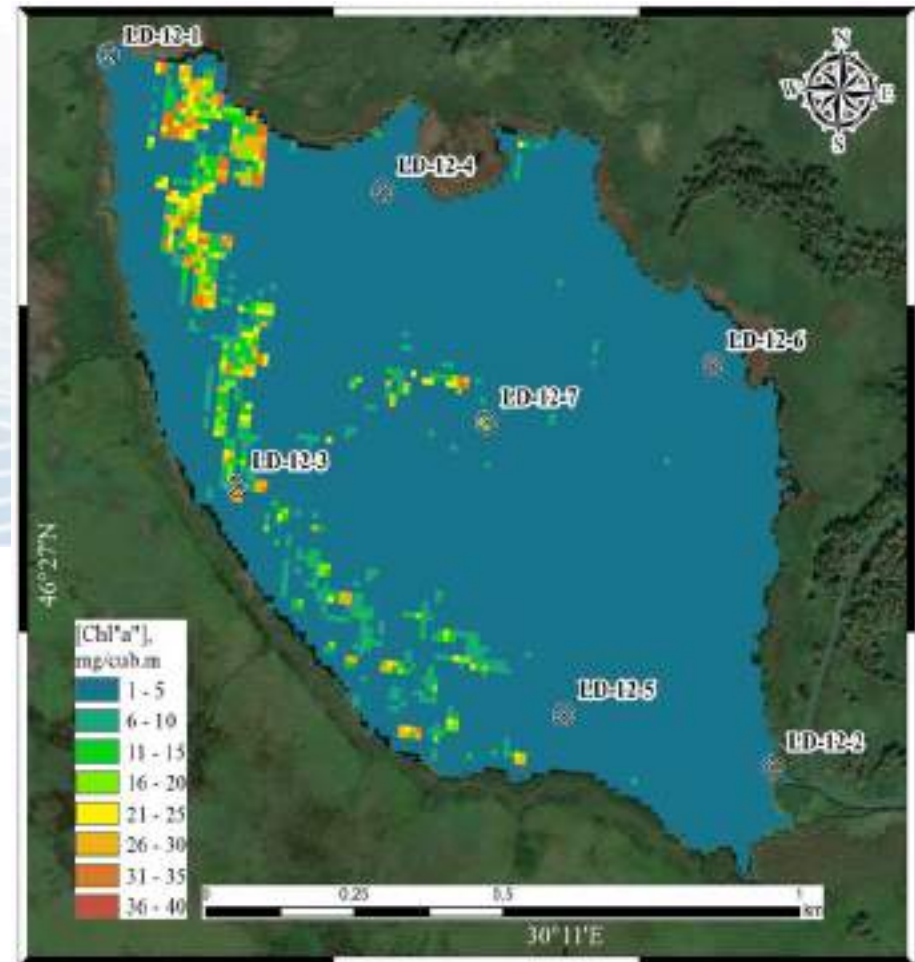 LD-12-1
N
W
E
S
LD-12-4
LD-12-6
LD-12-7
LD-12-3
46°27'N
[Chl"a"],
mg/cub.m
1 - 5
6 - 10
11 - 15
16 - 20
21 - 25
26 - 30
31 - 35
36 - 40
LD-12-5
LD-12-2
0 0.25 0.5 1
km
30°11'E